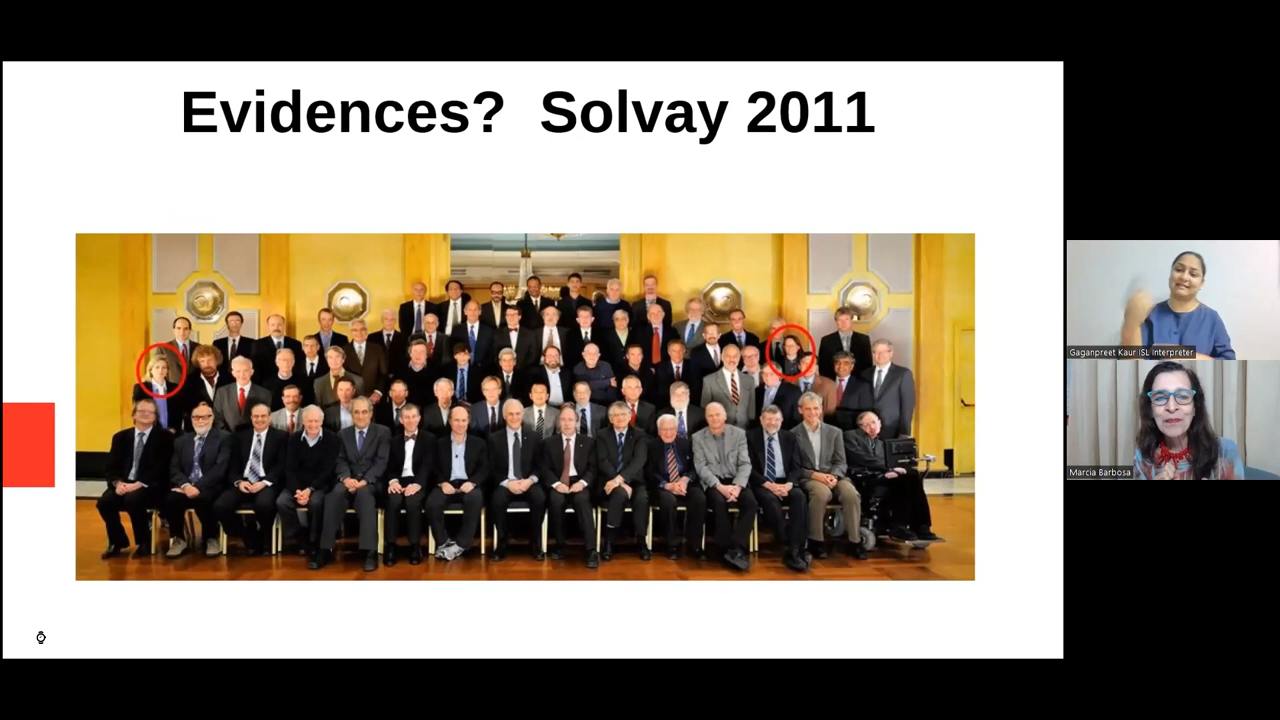 Evidences? Solvay 2011
Gaganpreet Kaur ISL Interpreter
Marcia Barbosa